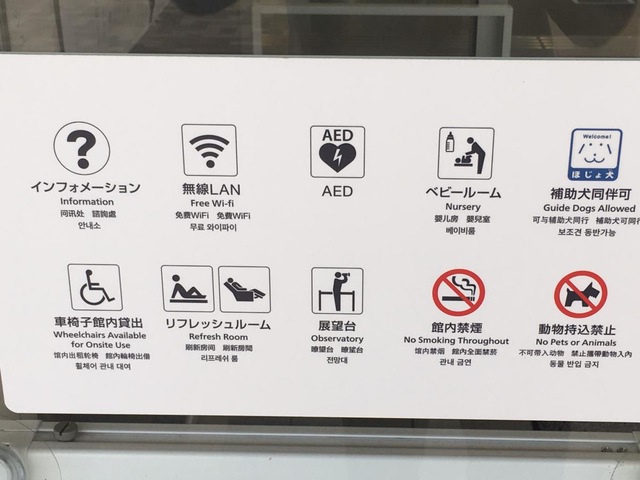 ?
インフォメーション
Information
问讯处 諮詢處
안내소
無線LAN
Free Wi-fi
免费WiFi 免費WiFi
무료 와이파이
AED
AED
ベビールーム
Nursery
婴儿房 嬰兒室
베이비룸
Welcome!
ほじょ犬
補助犬同伴可
Guide Dogs Allowed
可与辅助犬同行 補助犬可同行
보조견 동반가능
車椅子館内貸出
Wheelchairs Available
for Onsite Use
馆内出租轮椅 館內輪椅出借
휠체어 관내 대여
リフレッシュルーム
Refresh Room
刷新房间 刷新房間
리프레쉬 룸
展望台
Observatory
瞭望台 瞭望台
전망대
館内禁煙
No Smoking Throughout
馆内禁烟 館內全面禁菸
관내 금연
動物持込禁止
No Pets or Animals
不可带入动物 禁止攜帶動物入內
동물 반입 금지